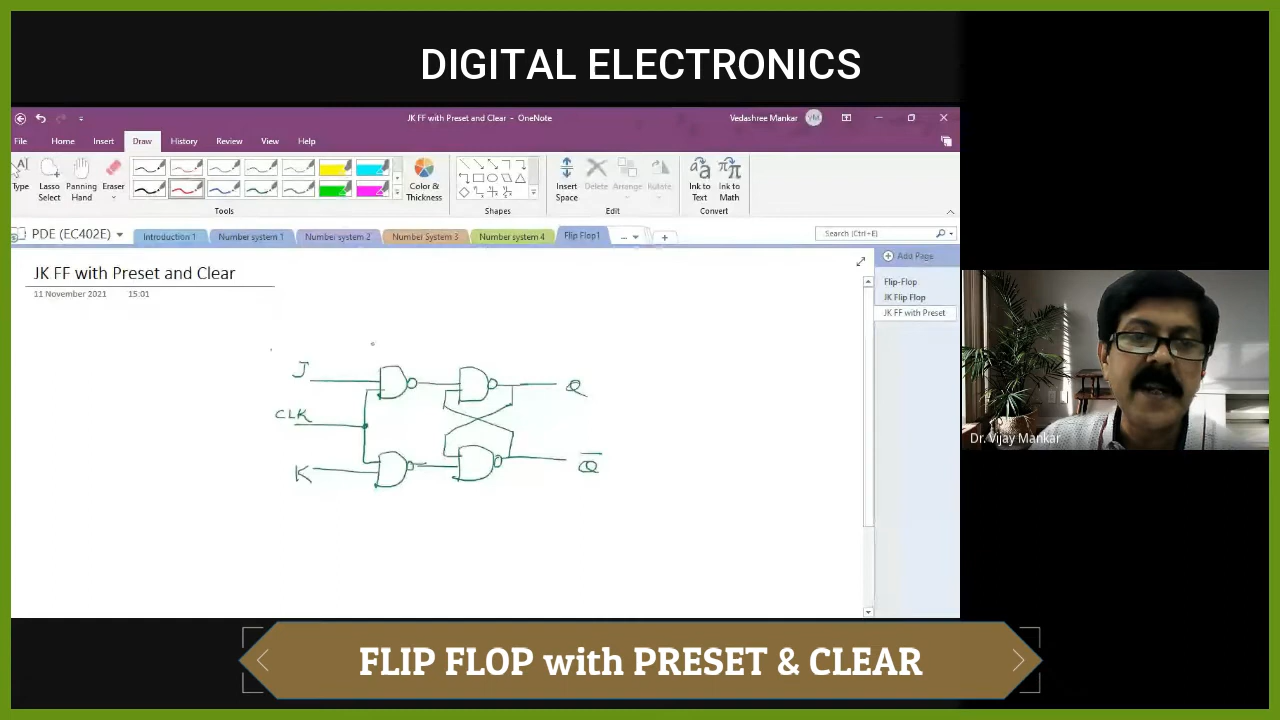 DIGITAL ELECTRONICS
JK FF with Preset and Clear - OneNote
Vedashree Mankar
VM
File Home Insert Draw History Review View Help
Type
Lasso Select
Panning Hand
Eraser
Color & Thickness
Insert Space
Delete
Arrange
Rotate
Ink to Text
Ink to Math
Tools
Shapes
Edit
Convert
PDE (EC402E)
Introduction 1
Number system 1
Number system 2
Number System 3
Number system 4
Flip Flop1
...
+
Search (Ctrl+E)
Add Page
JK FF with Preset and Clear
11 November 2021 15:01
Flip-Flop
JK Flip Flop
JK FF with Preset
J
Q
CLK
K
Q̅
Dr. Vijay Mankar
FLIP FLOP with PRESET & CLEAR